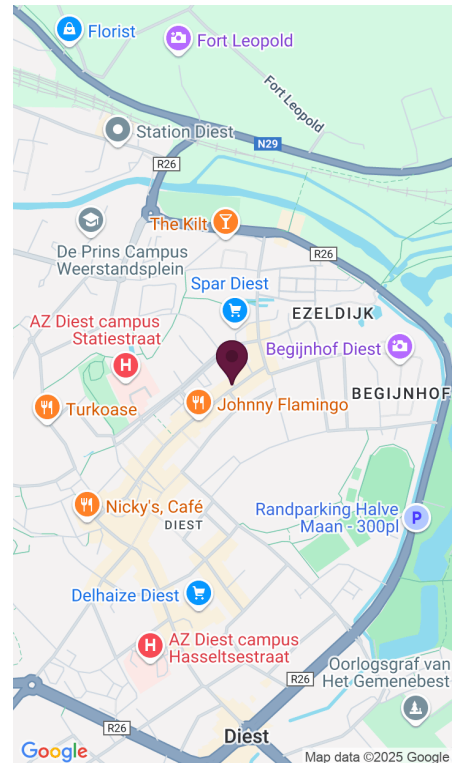 Florist
Fort Leopold
Fort Leopold
Station Diest
N29
R26
The Kilt
De Prins Campus
Weerstandsplein
R26
Spar Diest
EZELDIJK
AZ Diest campus
Statiestraat
H
Begijnhof Diest
BEGIJNHOF
Turkoase
Johnny Flamingo
Nicky's, Café
DIEST
Randparking Halve
Maan - 300pl
P
Delhaize Diest
AZ Diest campus
Hasseltsestraat
H
Oorlogsgraf van
Het Gemenebest
R26
R26
R26
Diest
Google
Map data ©2025 Google